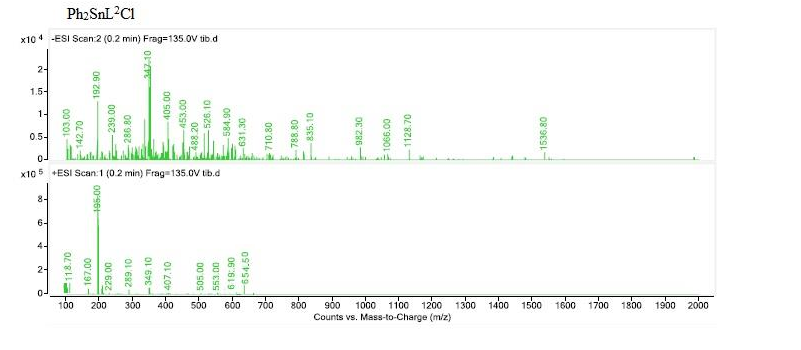 Ph₂SnL²Cl
x10 4 -ESI Scan:2 (0.2 min) Frag=135.0V tib.d
2
1.5
1
0.5
0
103.00 142.70 192.90 239.00 286.80 347.10 405.00 453.00 488.20 526.10 584.90 631.30 710.80 788.80 835.10 982.30 1066.00 1128.70 1536.80
x10 5 +ESI Scan:1 (0.2 min) Frag=135.0V tib.d
8
6
4
2
0
118.70 167.00 195.00 229.00 289.10 349.10 407.10 505.00 553.00 619.90 654.50
100 200 300 400 500 600 700 800 900 1000 1100 1200 1300 1400 1500 1600 1700 1800 1900 2000
Counts vs. Mass-to-Charge (m/z)